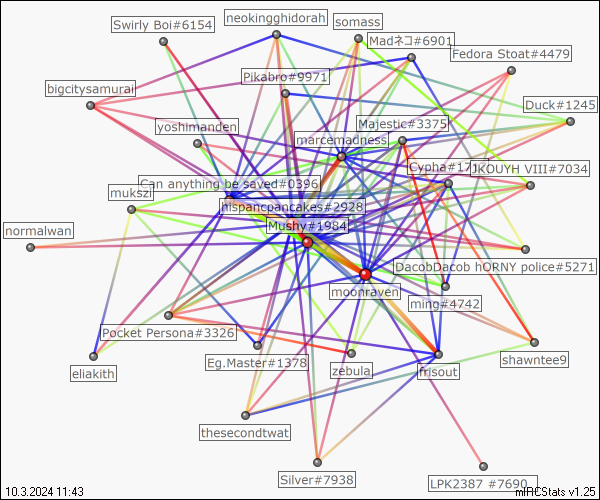 neokingghidorah
Swirly Boi#6154
somass
Madネコ#6901
Fedora Stoat#4479
Pikabro#9971
bigcitysamurai
Duck#1245
Majestic#3375
yoshimanden
marcemadness
Cypha#17
JKOUYH VIII#7034
Can anything be saved#0396
mukszi
hispancpancakes#2928
Mushy#1984
normalwan
DacobDacob hORNY police#5271
moonraven
ming#4742
Pocket Persona#3326
Eg.Master#1378
shawntee9
zebula
frisout
eliakith
thesecondtwat
Silver#7938
LPK2387 #7690
10.3.2024 11:43
mIRCStats v1.25